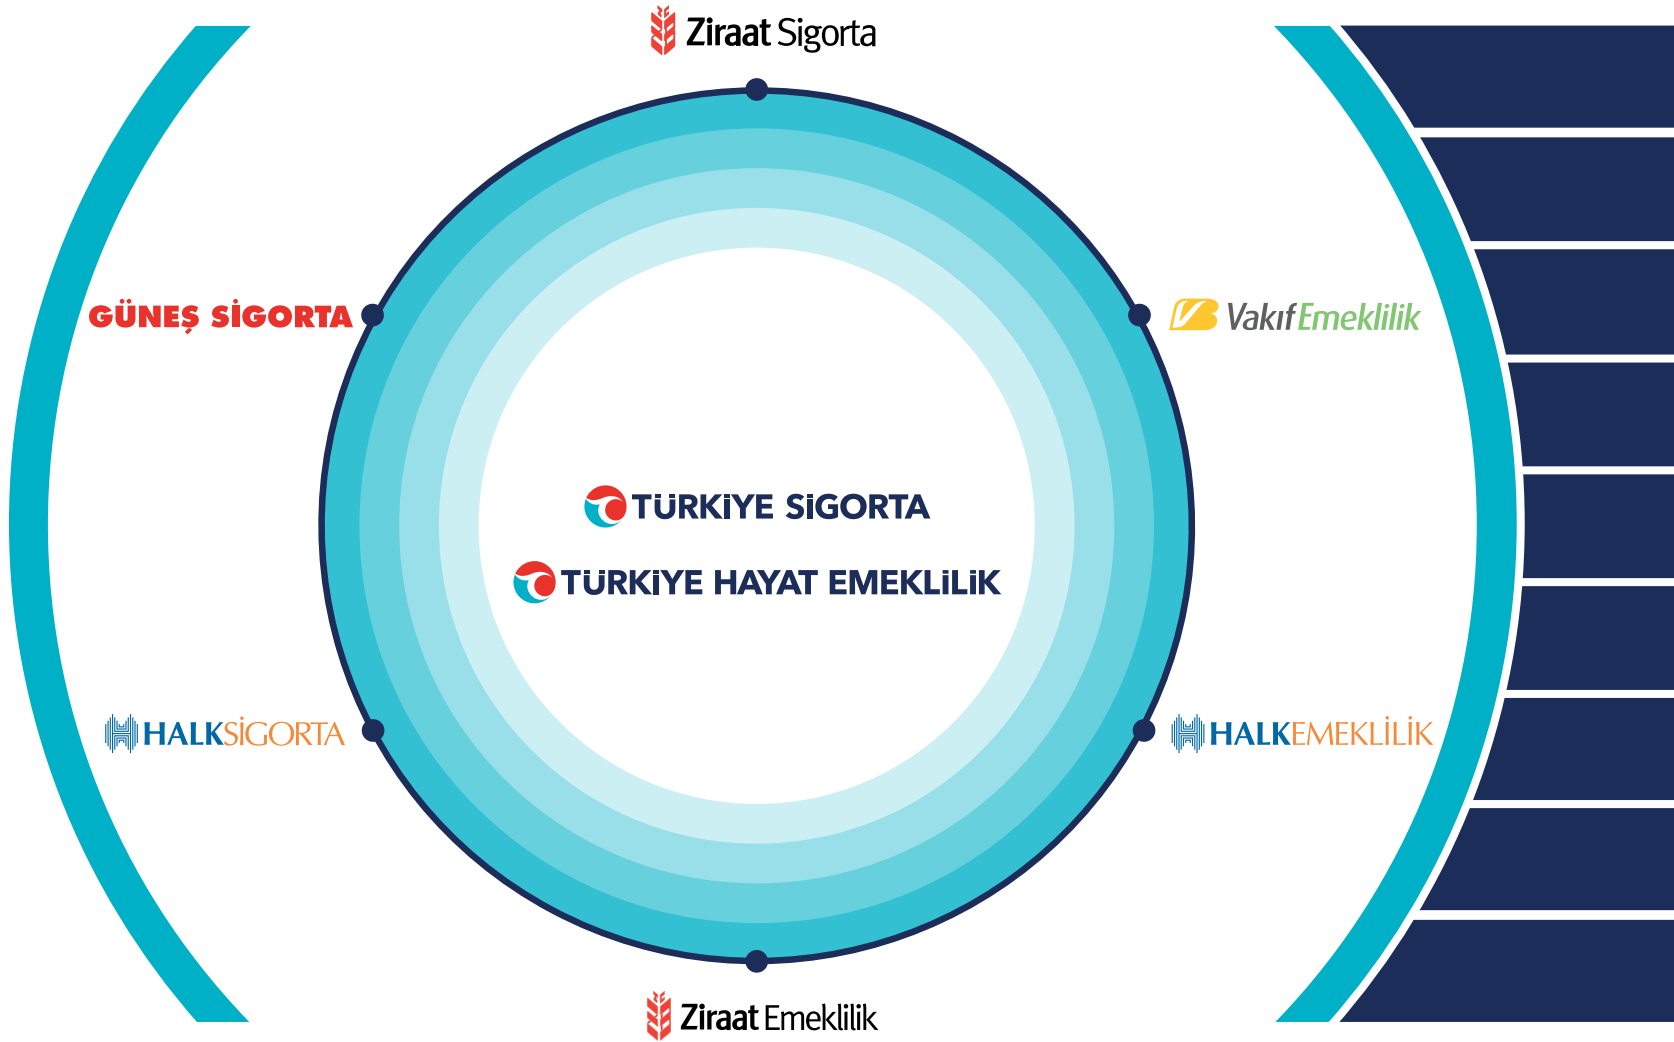 Ziraat Sigorta
GÜNEŞ SİGORTA
VakıfEmeklilik
TÜRKİYE SİGORTA
TÜRKİYE HAYAT EMEKLİLİK
HALKSİGORTA
HALKEMEKLİLİK
Ziraat Emeklilik